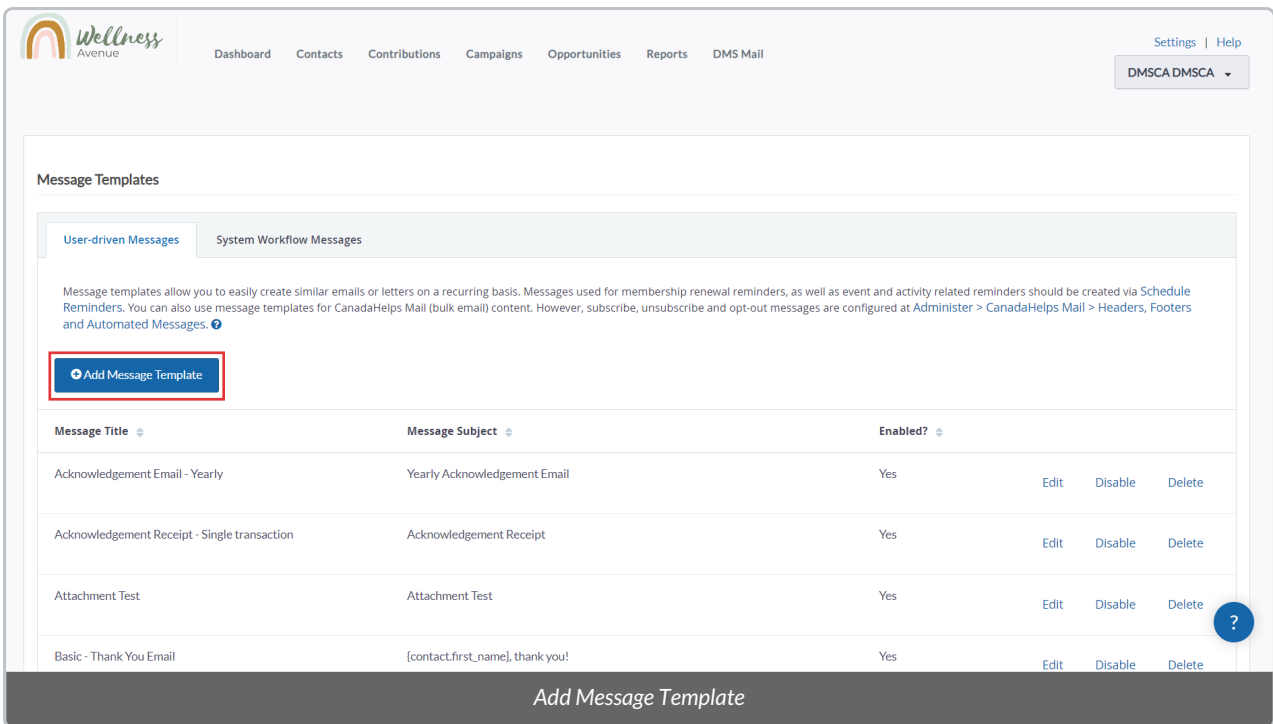 Wellness
Avenue
Dashboard Contacts Contributions Campaigns Opportunities Reports DMS Mail
Settings | Help
DMSCA DMSCA
Message Templates
User-driven Messages System Workflow Messages
Message templates allow you to easily create similar emails or letters on a recurring basis. Messages used for membership renewal reminders, as well as event and activity related reminders should be created via Schedule
Reminders. You can also use message templates for CanadaHelps Mail (bulk email) content. However, subscribe, unsubscribe and opt-out messages are configured at Administer > CanadaHelps Mail > Headers, Footers
and Automated Messages. ?
Add Message Template
Message Title Message Subject Enabled?
Acknowledgement Email - Yearly Yearly Acknowledgement Email Yes Edit Disable Delete
Acknowledgement Receipt - Single transaction Acknowledgement Receipt Yes Edit Disable Delete
Attachment Test Attachment Test Yes Edit Disable Delete
?
Basic - Thank You Email {contact.first_name}, thank you! Yes Edit Disable Delete
Add Message Template